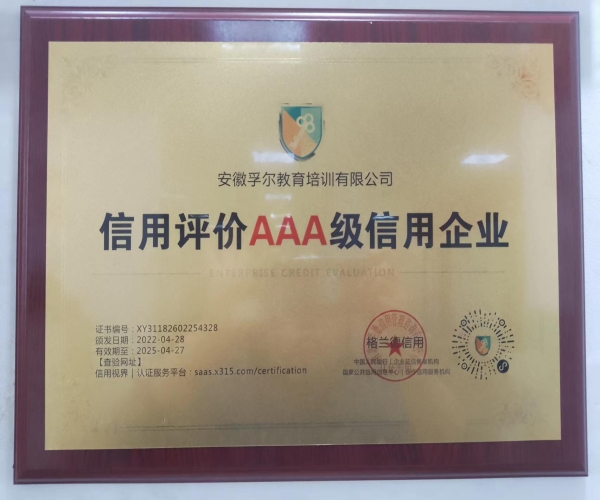 安徽孚尔教育培训有限公司
信用评价AAA级信用企业
ENTERPRISE CREDIT EVALUATION
证书编号：XY31182602254328
颁发日期：2022-04-28
有效期至：2025-04-27
【查验网址】
信用视界｜认证服务平台：saas.x315.com/certification
格兰德信用